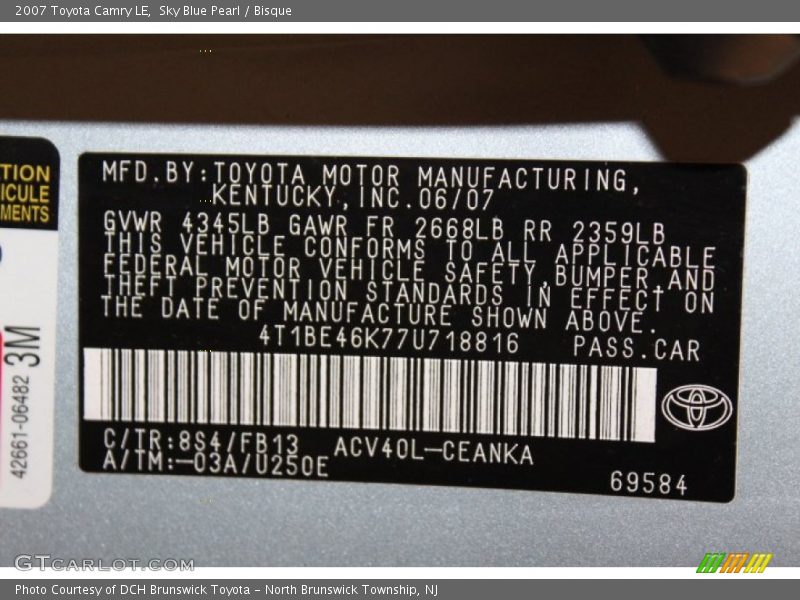 2007 Toyota Camry LE, Sky Blue Pearl / Bisque
MFD.BY:TOYOTA MOTOR MANUFACTURING,
KENTUCKY,INC.06/07
GVWR 4345LB GAWR FR 2668LB RR 2359LB
THIS VEHICLE CONFORMS TO ALL APPLICABLE
FEDERAL MOTOR VEHICLE SAFETY,BUMPER,AND
THEFT PREVENTION STANDARDS IN EFFECT ON
THE DATE OF MANUFACTURE SHOWN ABOVE.
4T1BE46K77U718816 PASS.CAR
C/TR:8S4/FB13 ACV40L-CEANKA
A/TM:-03A/U250E
69584
TION
ICULE
MENTS
42661-06482 3M
GTCarLot.com
Photo Courtesy of DCH Brunswick Toyota - North Brunswick Township, NJ